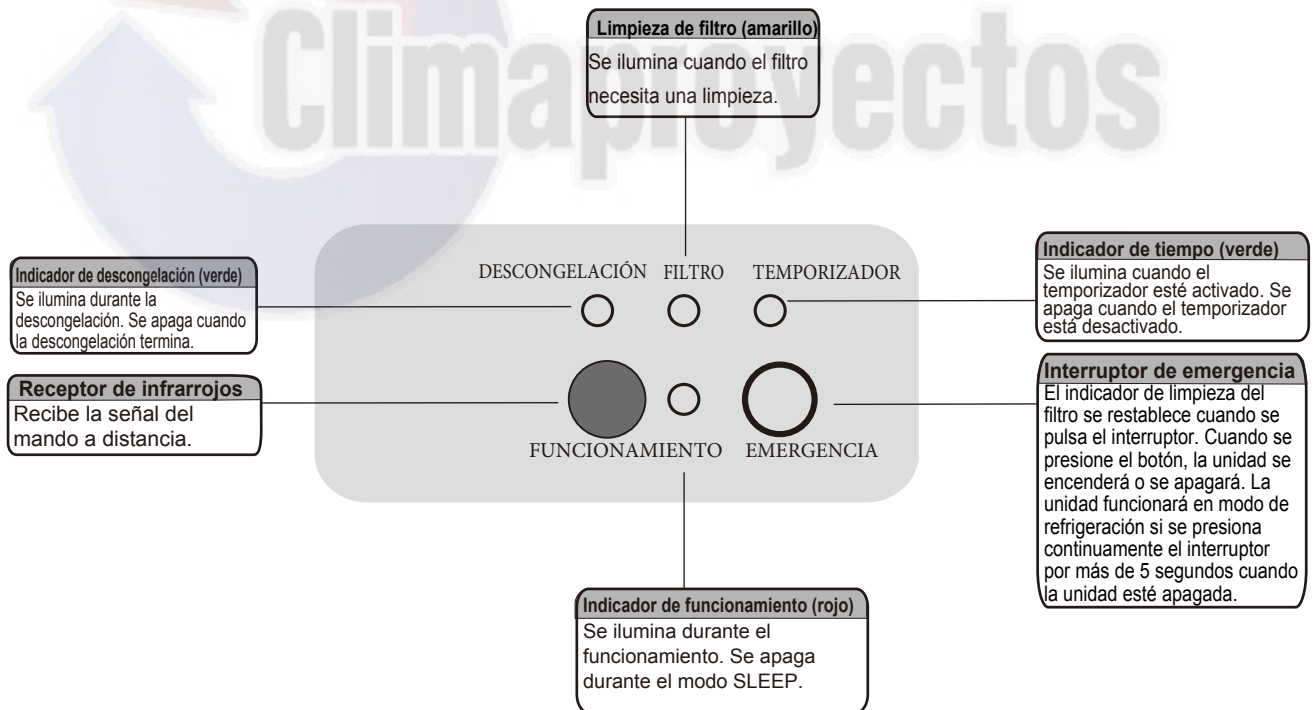 Climaproyectos
Limpieza de filtro (amarillo)
Se ilumina cuando el filtro
necesita una limpieza.
DESCONGELACIÓN FILTRO TEMPORIZADOR
Indicador de descongelación (verde)
Se ilumina durante la
descongelación. Se apaga cuando
la descongelación termina.
Indicador de tiempo (verde)
Se ilumina cuando el
temporizador esté activado. Se
apaga cuando el temporizador
está desactivado.
Receptor de infrarrojos
Recibe la señal del
mando a distancia.
FUNCIONAMIENTO EMERGENCIA
Interruptor de emergencia
El indicador de limpieza del
filtro se restablece cuando se
pulsa el interruptor. Cuando se
presione el botón, la unidad se
encenderá o se apagará. La
unidad funcionará en modo de
refrigeración si se presiona
continuamente el interruptor
por más de 5 segundos cuando
la unidad esté apagada.
Indicador de funcionamiento (rojo)
Se ilumina durante el
funcionamiento. Se apaga
durante el modo SLEEP.